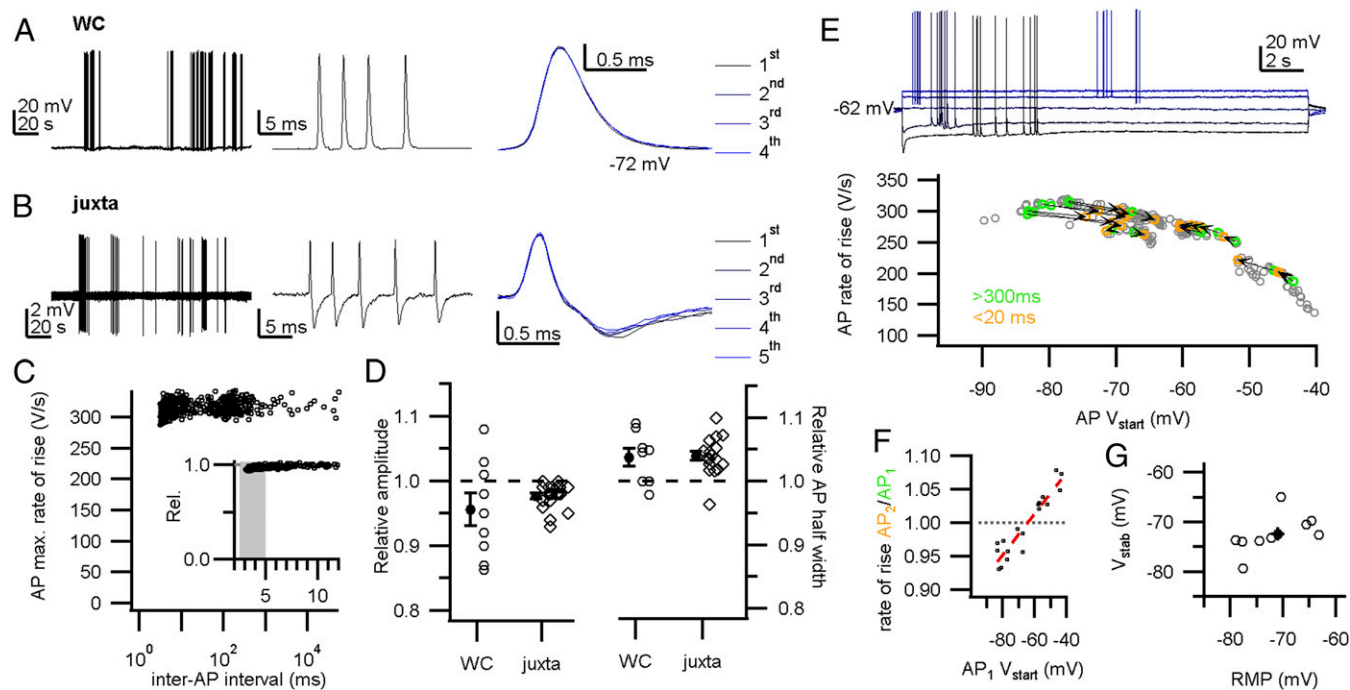 A WC
20 mV
20 s
5 ms
0.5 ms
-72 mV
1st
2nd
3rd
4th
B juxta
2 mV
20 s
5 ms
0.5 ms
1st
2nd
3rd
4th
5th
C
AP max. rate of rise (V/s)
300
250
200
150
100
50
0
10^0 10^2 10^4
inter-AP interval (ms)
Rel.
1.0
0.0
5 10
D
Relative amplitude
1.1
1.0
0.9
0.8
WC juxta WC juxta
1.1
1.0
0.9
0.8
Relative AP half width
E
20 mV
2 s
-62 mV
AP rate of rise (V/s)
350
300
250
200
150
100
>300ms
<20 ms
-90 -80 -70 -60 -50 -40
AP Vstart (mV)
F
rate of rise AP2/AP1
1.10
1.05
1.00
0.95
0.90
-80 -60 -40
AP1 Vstart (mV)
G
Vstab (mV)
-60
-70
-80
-80 -70 -60
RMP (mV)